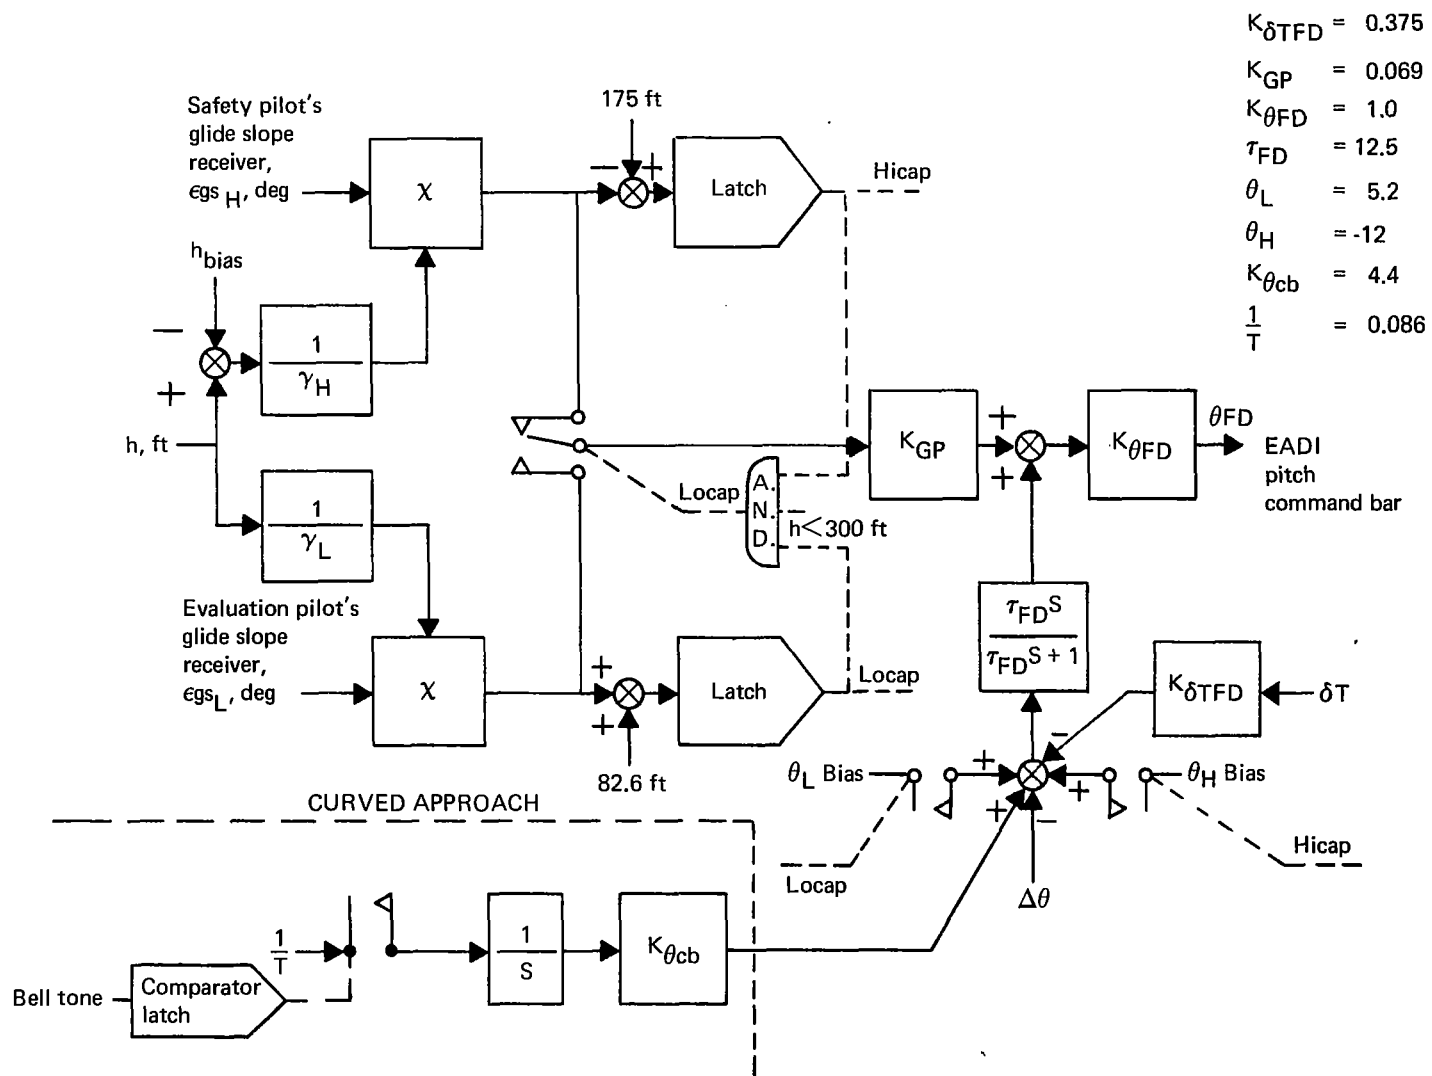 KδTFD = 0.375
KGP = 0.069
KθFD = 1.0
τFD = 12.5
θL = 5.2
θH = -12
Kθcb = 4.4
1/T = 0.086
175 ft
Safety pilot's
glide slope
receiver,
ϵgs H, deg
X
− +
Latch
Hicap
hbias
−
+
1/γH
h, ft
KGP
+
+
KθFD
θFD
EADI
pitch
command bar
Locap
A.
N.
D.
h<300 ft
1/γL
Evaluation pilot's
glide slope
receiver,
ϵgsL, deg
X
+
+
Latch
Locap
82.6 ft
τFDS
τFDS + 1
KδTFD
δT
−
θL Bias
+
+
θH Bias
+
−
Locap
Hicap
Δθ
CURVED APPROACH
1/T
1/S
Kθcb
Bell tone
Comparator
latch